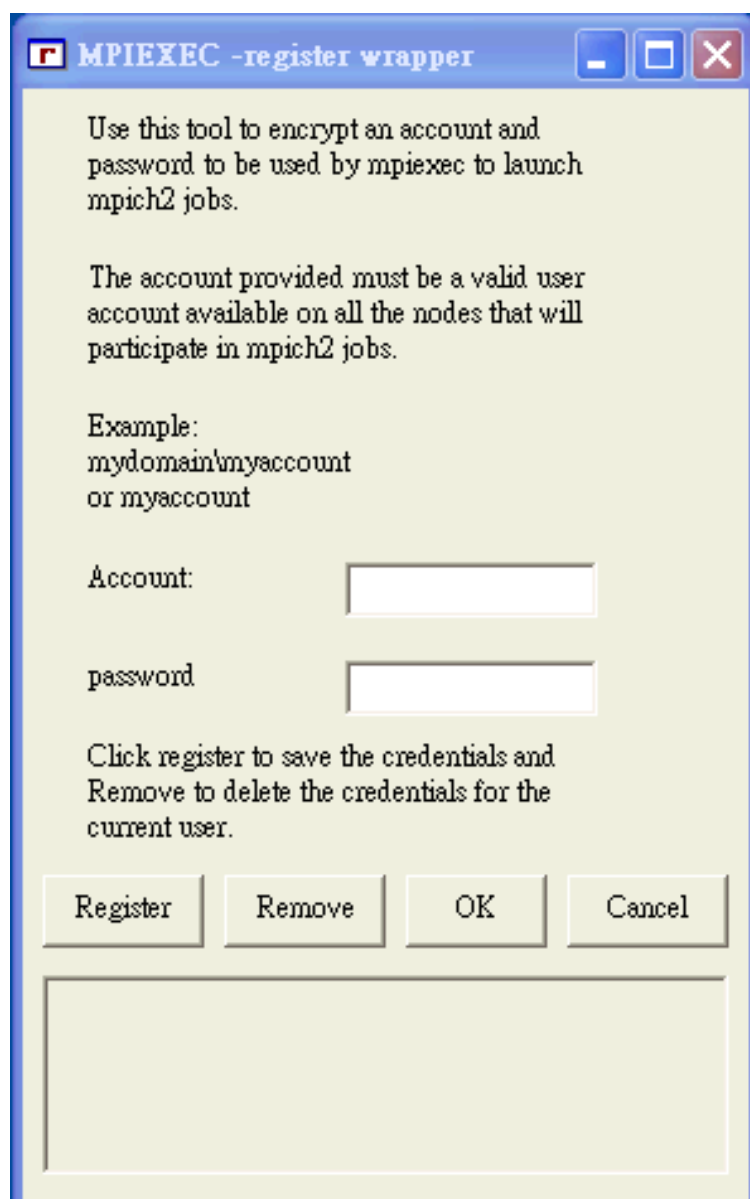 MPIEXEC -register wrapper
Use this tool to encrypt an account and
password to be used by mpiexec to launch
mpich2 jobs.
The account provided must be a valid user
account available on all the nodes that will
participate in mpich2 jobs.
Example:
mydomain\myaccount
or myaccount
Account:
password
Click register to save the credentials and
Remove to delete the credentials for the
current user.
Register Remove OK Cancel